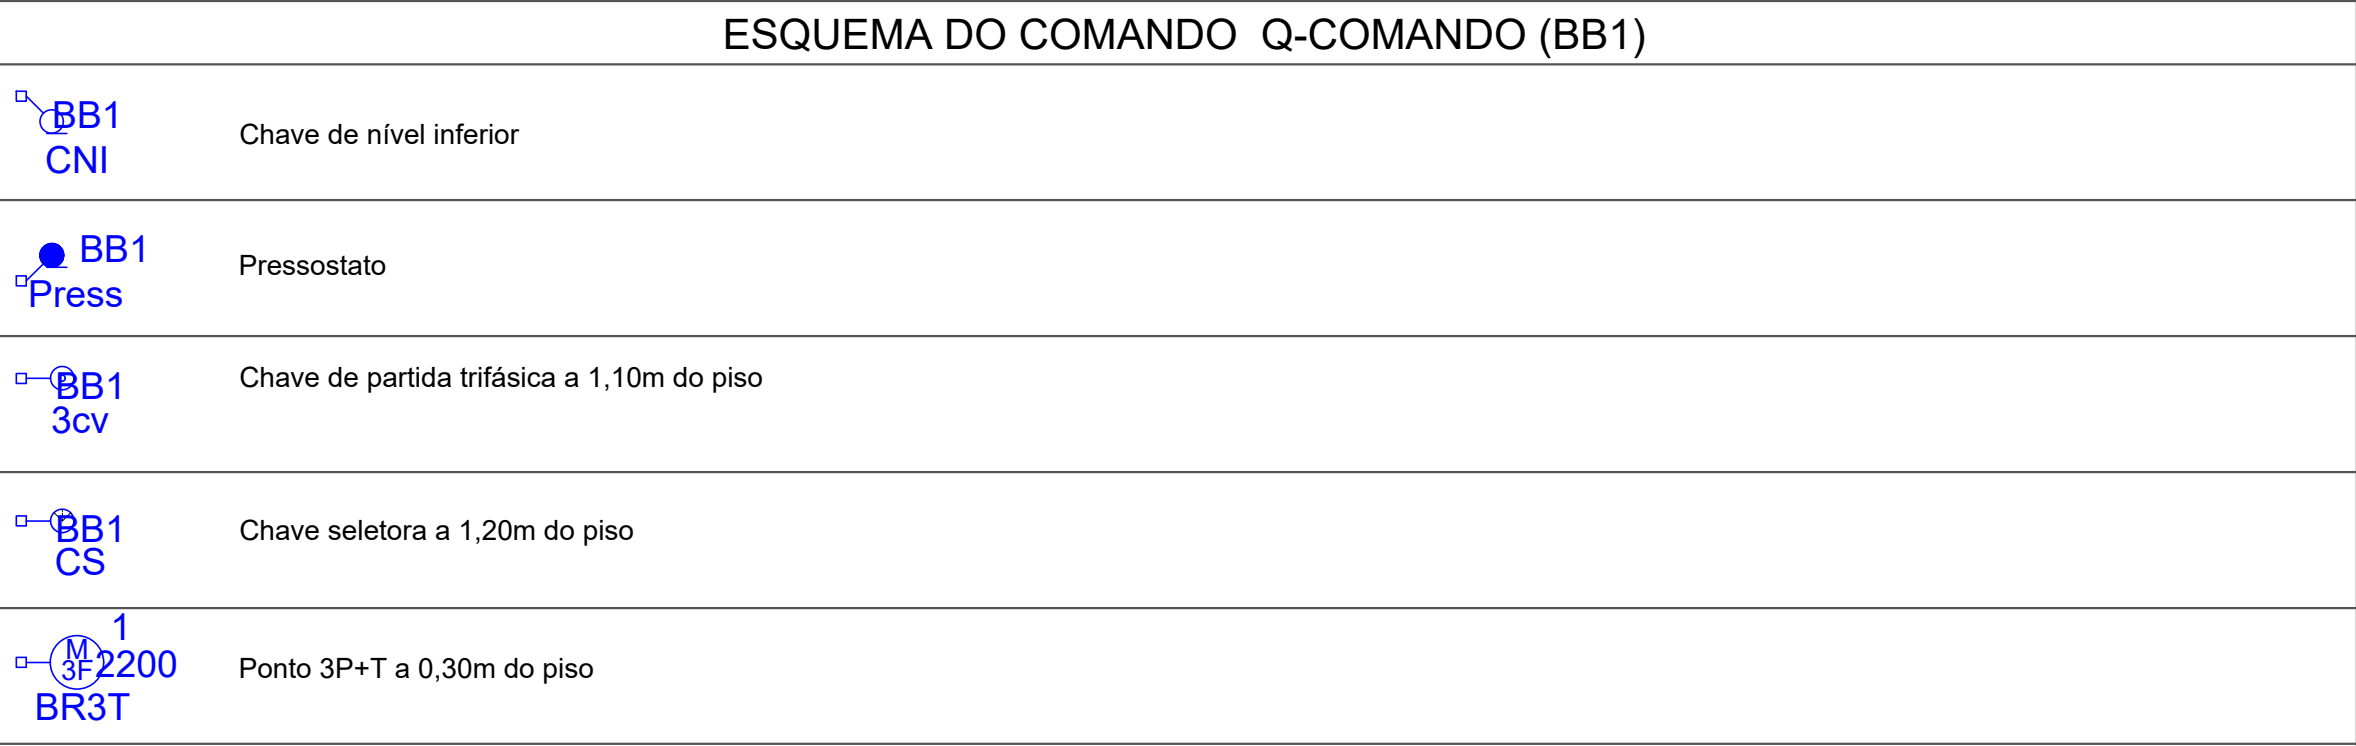 ESQUEMA DO COMANDO Q-COMANDO (BB1)
BB1
CNI
Chave de nível inferior
BB1
Press
Pressostato
BB1
3cv
Chave de partida trifásica a 1,10m do piso
BB1
CS
Chave seletora a 1,20m do piso
1
M
3F
2200
BR3T
Ponto 3P+T a 0,30m do piso